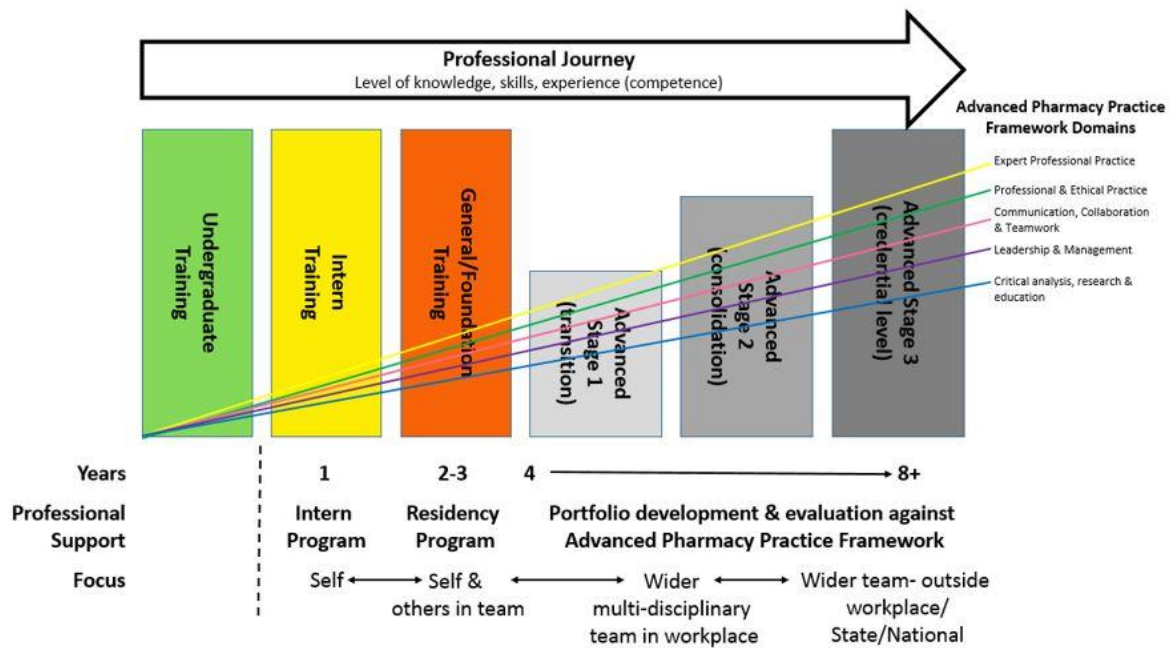 Professional Journey
Level of knowledge, skills, experience (competence)
Advanced Pharmacy Practice
Framework Domains
Expert Professional Practice
Professional & Ethical Practice
Communication, Collaboration
& Teamwork
Leadership & Management
Critical analysis, research &
education
Undergraduate
Training
Intern
Training
General/Foundation
Training
Advanced
Stage 1
(transition)
Advanced
Stage 2
(consolidation)
Advanced Stage 3
(credential level)
Years 1 2-3 4 8+
Professional
Support
Intern
Program
Residency
Program
Portfolio development & evaluation against
Advanced Pharmacy Practice Framework
Focus
Self
Self &
others in team
Wider
multi-disciplinary
team in workplace
Wider team- outside
workplace/
State/National